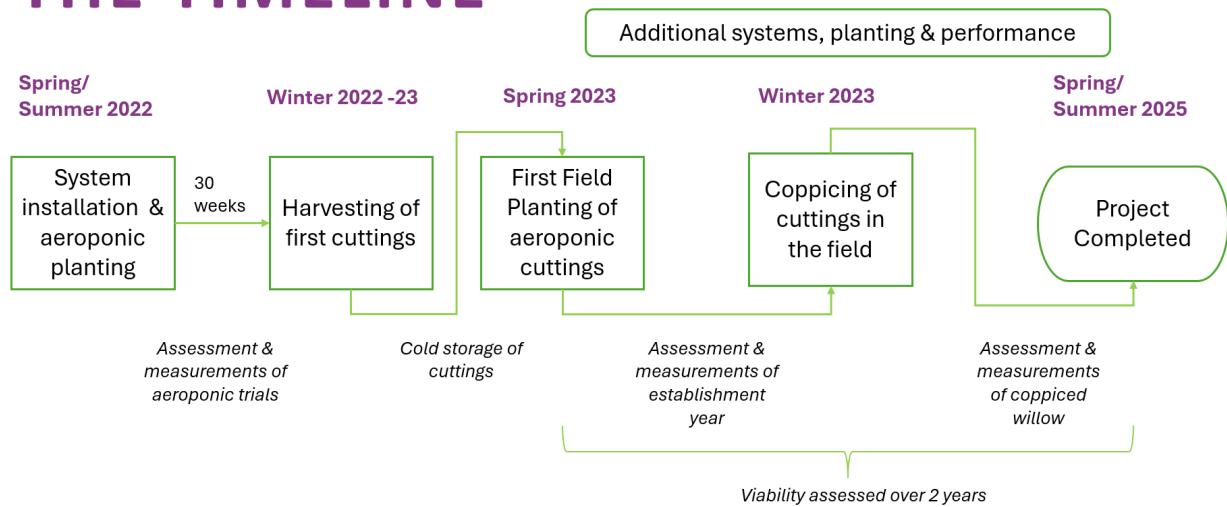 THE TIMELINE
Additional systems, planting & performance
Spring/
Summer 2022
Winter 2022 -23
Spring 2023
Winter 2023
Spring/
Summer 2025
System
installation &
aeroponic
planting
30
weeks
Harvesting of
first cuttings
First Field
Planting of
aeroponic
cuttings
Coppicing of
cuttings in
the field
Project
Completed
Assessment &
measurements of
aeroponic trials
Cold storage of
cuttings
Assessment &
measurements of
establishment
year
Assessment &
measurements
of coppiced
willow
Viability assessed over 2 years